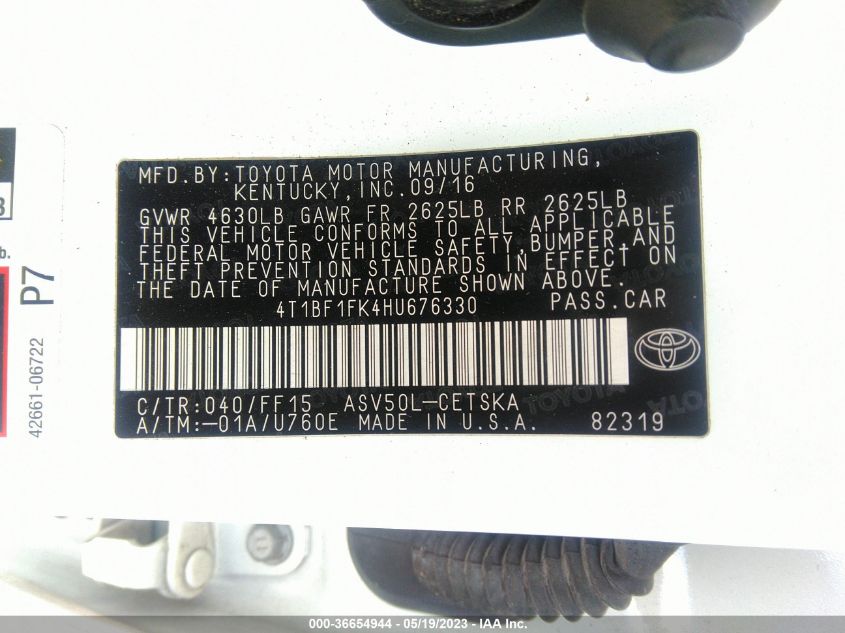 MFD.BY:TOYOTA MOTOR MANUFACTURING,
KENTUCKY,INC.09/16
GVWR 4630LB GAWR FR 2625LB RR 2625LB
THIS VEHICLE CONFORMS TO ALL APPLICABLE
FEDERAL MOTOR VEHICLE SAFETY,BUMPER,AND
THEFT PREVENTION STANDARDS IN EFFECT ON
THE DATE OF MANUFACTURE SHOWN ABOVE.
4T1BF1FK4HU676330 PASS.CAR
C/TR:040/FF15 ASV50L-CETSKA
A/TM:-01A/U760E MADE IN U.S.A. 82319
P7
42661-06722
b.
000-36654944 - 05/19/2023 - IAA Inc.